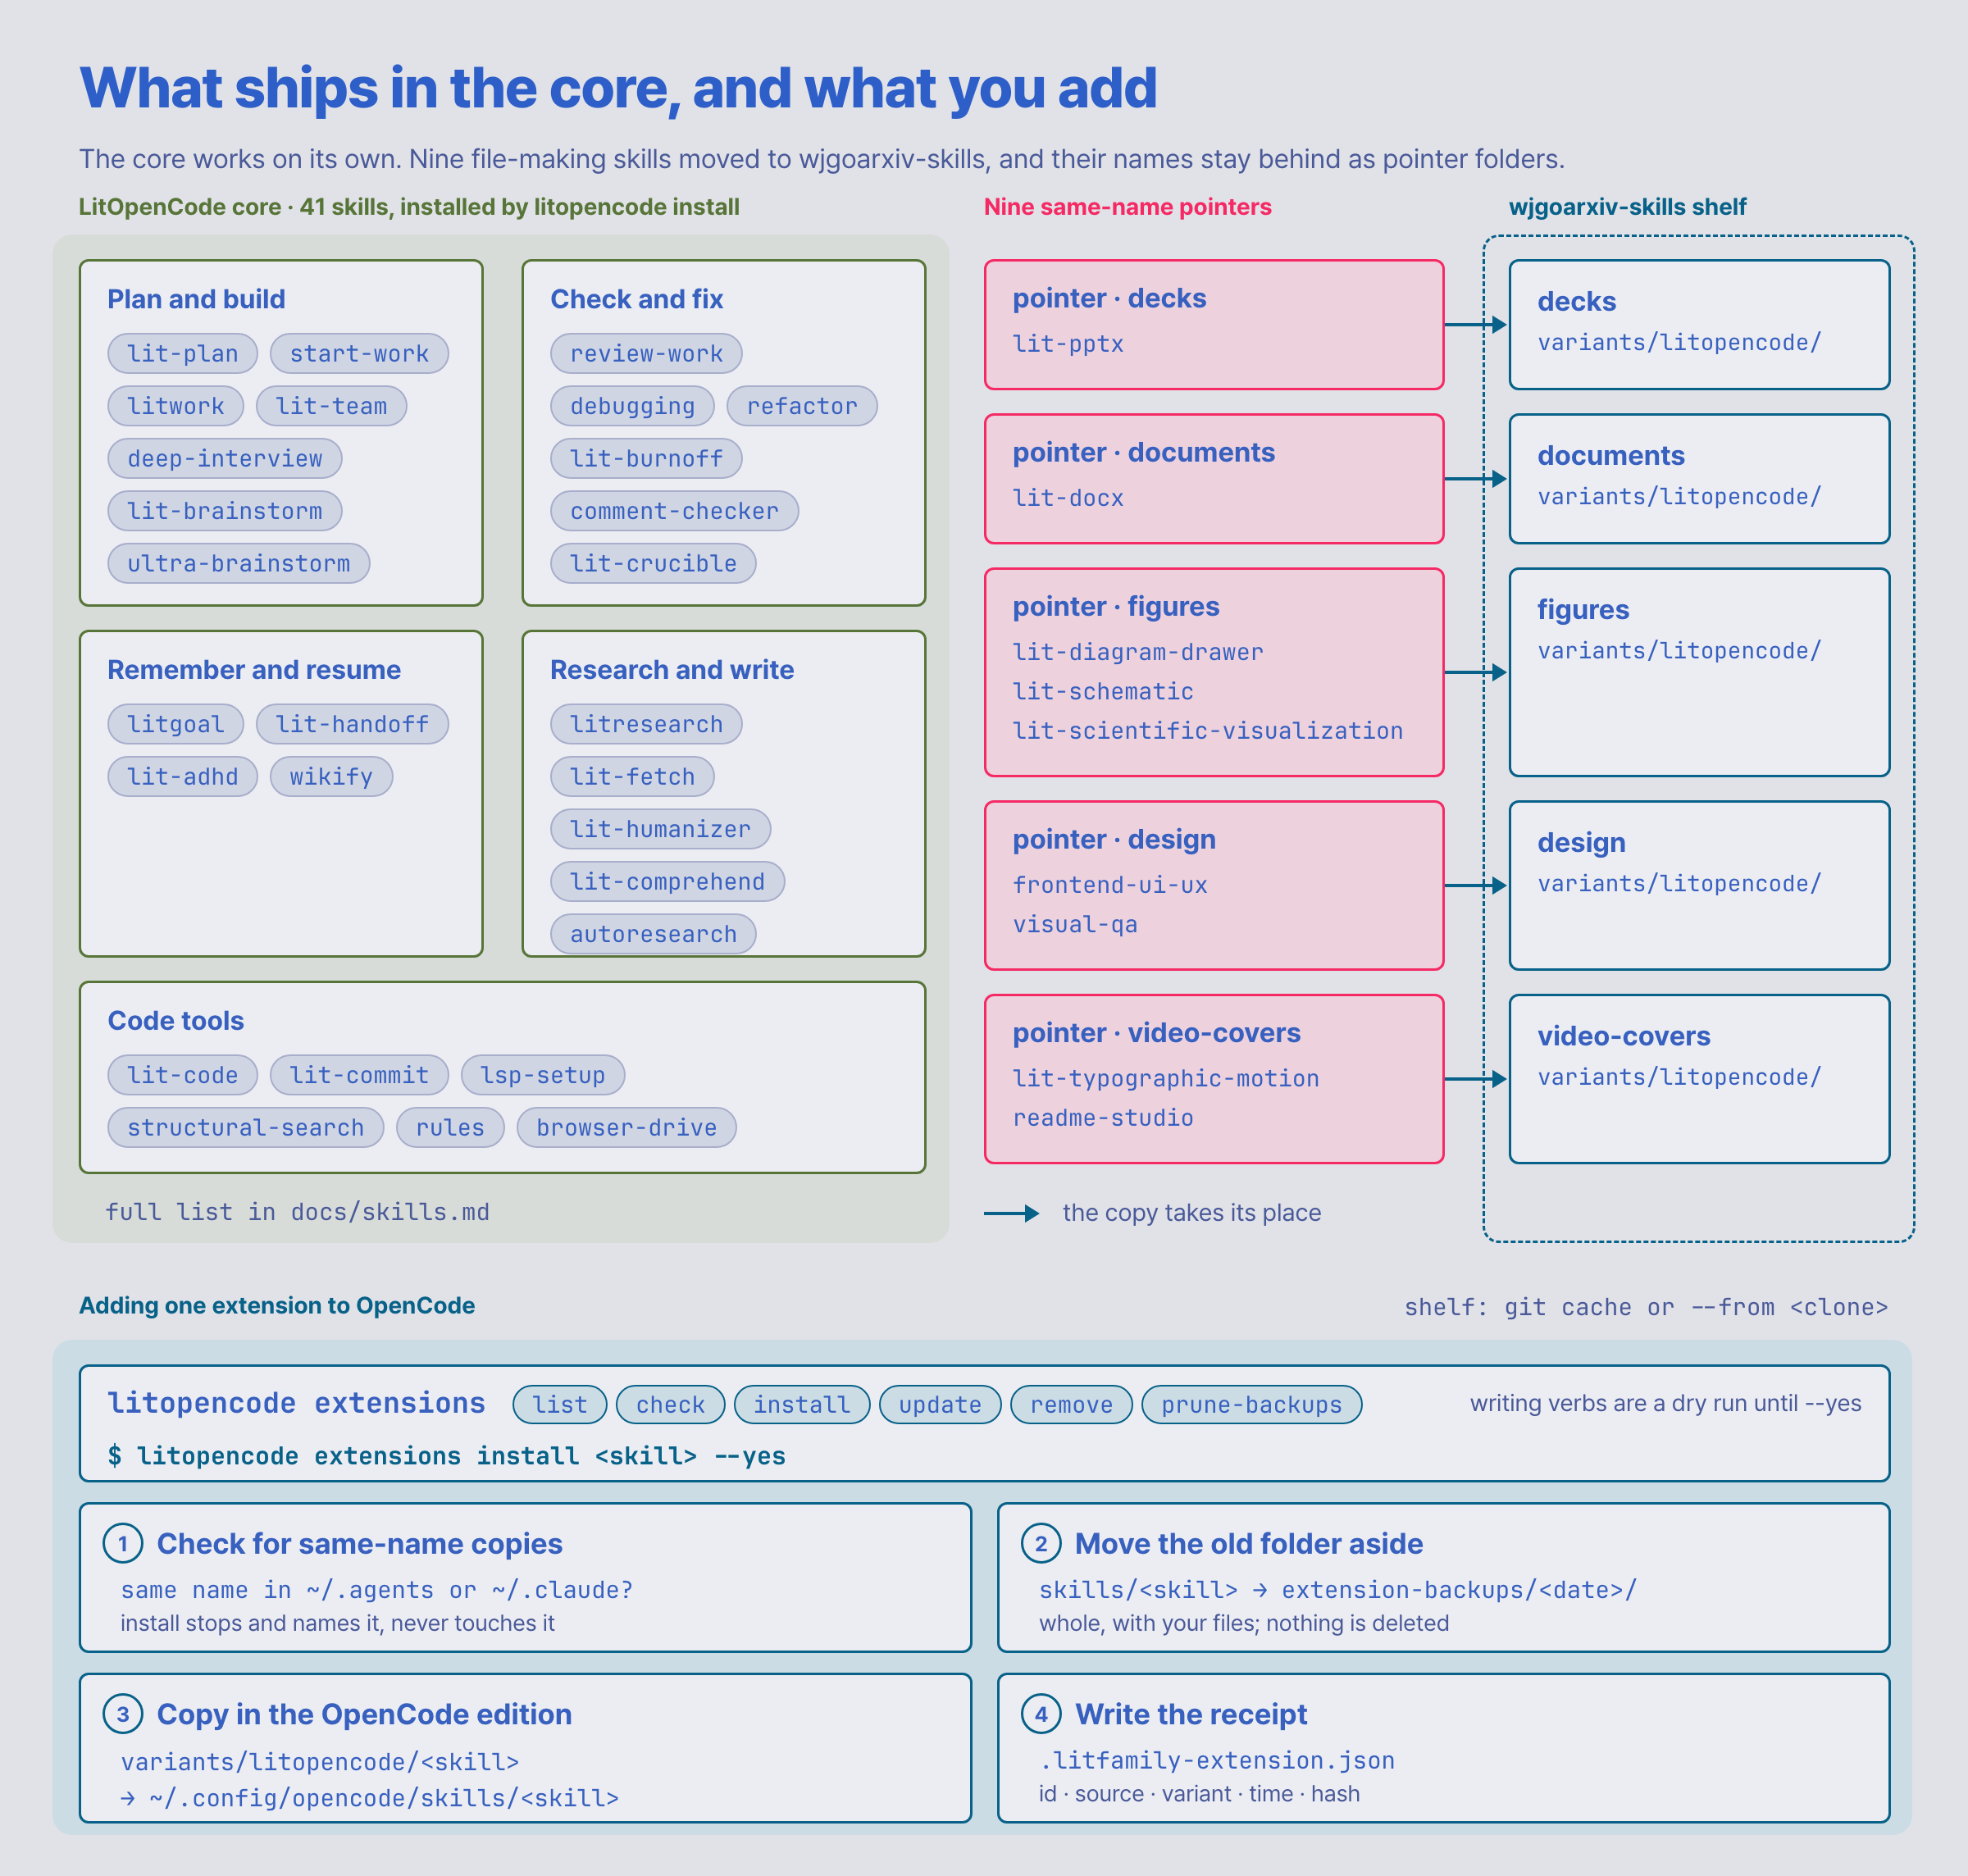 What ships in the core, and what you add
The core works on its own. Nine file-making skills moved to wjgoarxiv-skills, and their names stay behind as pointer folders.
LitOpenCode core · 41 skills, installed by litopencode install
Plan and build
lit-plan
start-work
litwork
lit-team
deep-interview
lit-brainstorm
ultra-brainstorm
Check and fix
review-work
debugging
refactor
lit-burnoff
comment-checker
lit-crucible
Remember and resume
litgoal
lit-handoff
lit-adhd
wikify
Research and write
litresearch
lit-fetch
lit-humanizer
lit-comprehend
autoresearch
Code tools
lit-code
lit-commit
lsp-setup
structural-search
rules
browser-drive
full list in docs/skills.md
Nine same-name pointers
pointer · decks
lit-pptx
pointer · documents
lit-docx
pointer · figures
lit-diagram-drawer
lit-schematic
lit-scientific-visualization
pointer · design
frontend-ui-ux
visual-qa
pointer · video-covers
lit-typographic-motion
readme-studio
the copy takes its place
wjgoarxiv-skills shelf
decks
variants/litopencode/
documents
variants/litopencode/
figures
variants/litopencode/
design
variants/litopencode/
video-covers
variants/litopencode/
Adding one extension to OpenCode
shelf: git cache or --from <clone>
litopencode extensions
list
check
install
update
remove
prune-backups
writing verbs are a dry run until --yes
$ litopencode extensions install <skill> --yes
1 Check for same-name copies
same name in ~/.agents or ~/.claude?
install stops and names it, never touches it
2 Move the old folder aside
skills/<skill> → extension-backups/<date>/
whole, with your files; nothing is deleted
3 Copy in the OpenCode edition
variants/litopencode/<skill>
→ ~/.config/opencode/skills/<skill>
4 Write the receipt
.litfamily-extension.json
id · source · variant · time · hash